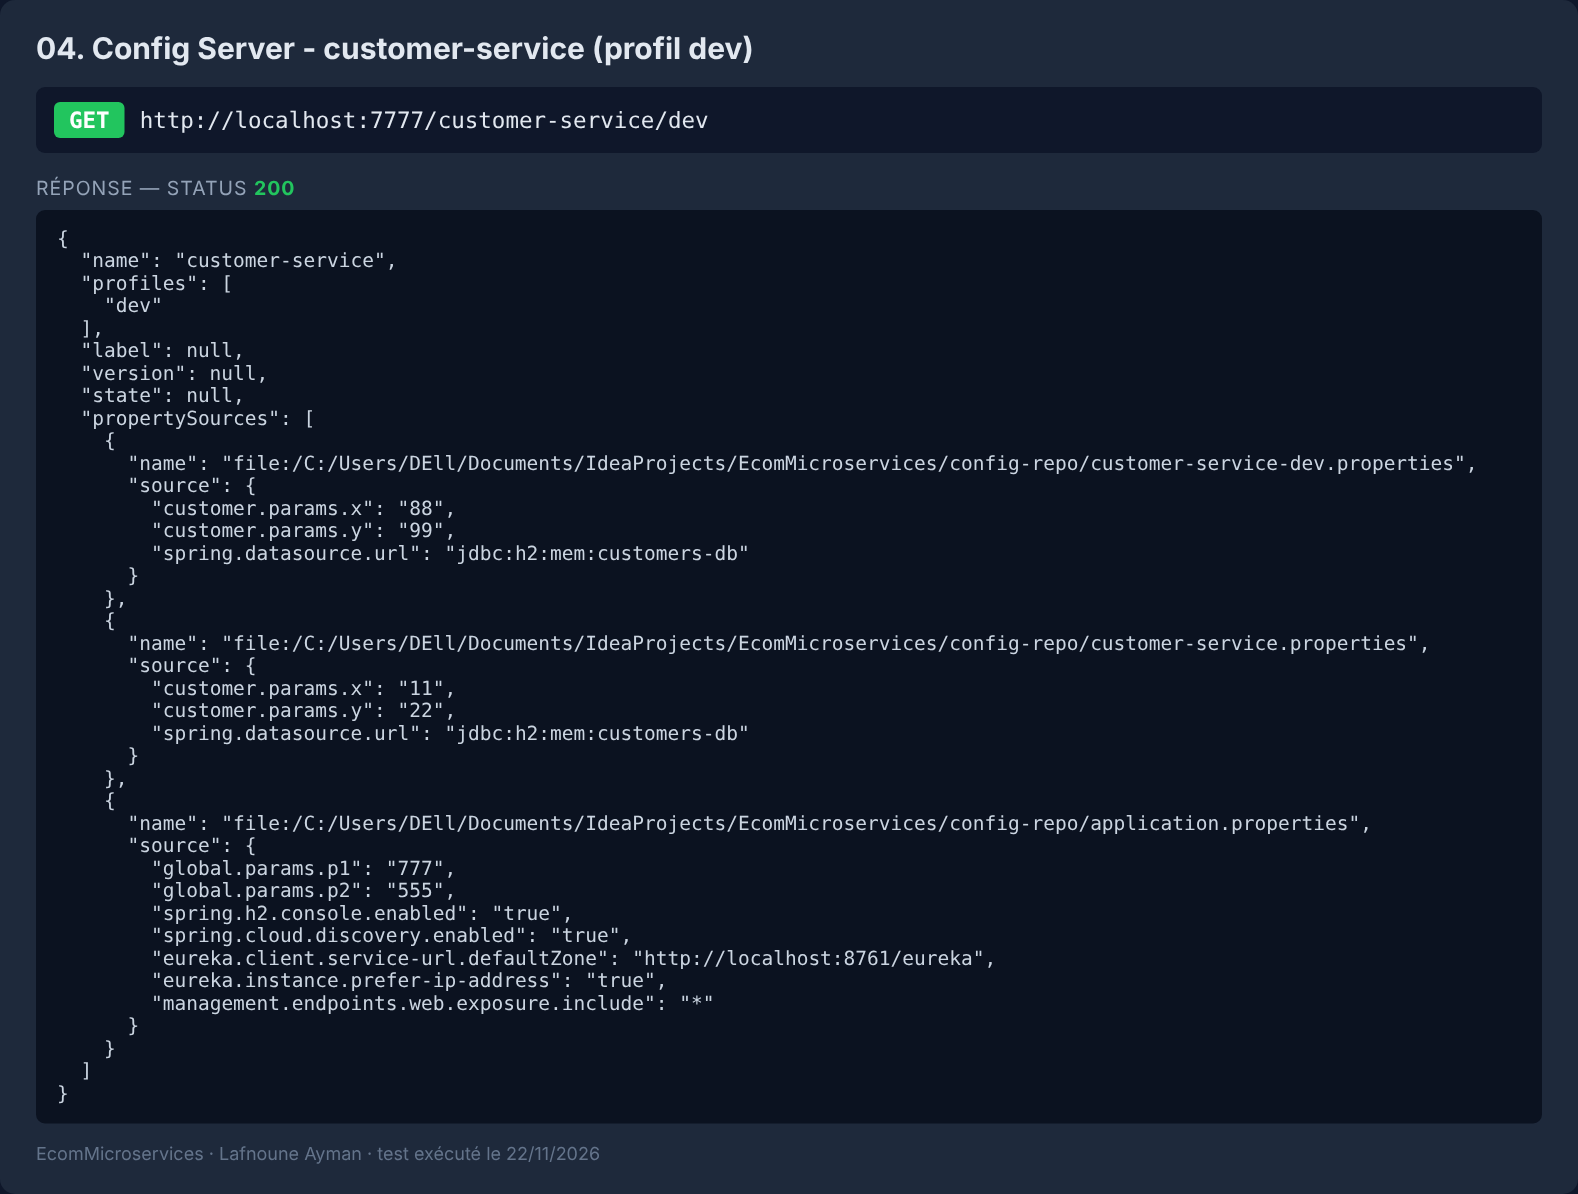 04. Config Server - customer-service (profil dev)
GET http://localhost:7777/customer-service/dev
RÉPONSE — STATUS 200
{
  "name": "customer-service",
  "profiles": [
    "dev"
  ],
  "label": null,
  "version": null,
  "state": null,
  "propertySources": [
    {
      "name": "file:/C:/Users/DEll/Documents/IdeaProjects/EcomMicroservices/config-repo/customer-service-dev.properties",
      "source": {
        "customer.params.x": "88",
        "customer.params.y": "99",
        "spring.datasource.url": "jdbc:h2:mem:customers-db"
      }
    },
    {
      "name": "file:/C:/Users/DEll/Documents/IdeaProjects/EcomMicroservices/config-repo/customer-service.properties",
      "source": {
        "customer.params.x": "11",
        "customer.params.y": "22",
        "spring.datasource.url": "jdbc:h2:mem:customers-db"
      }
    },
    {
      "name": "file:/C:/Users/DEll/Documents/IdeaProjects/EcomMicroservices/config-repo/application.properties",
      "source": {
        "global.params.p1": "777",
        "global.params.p2": "555",
        "spring.h2.console.enabled": "true",
        "spring.cloud.discovery.enabled": "true",
        "eureka.client.service-url.defaultZone": "http://localhost:8761/eureka",
        "eureka.instance.prefer-ip-address": "true",
        "management.endpoints.web.exposure.include": "*"
      }
    }
  ]
}
EcomMicroservices · Lafnoune Ayman · test exécuté le 22/11/2026